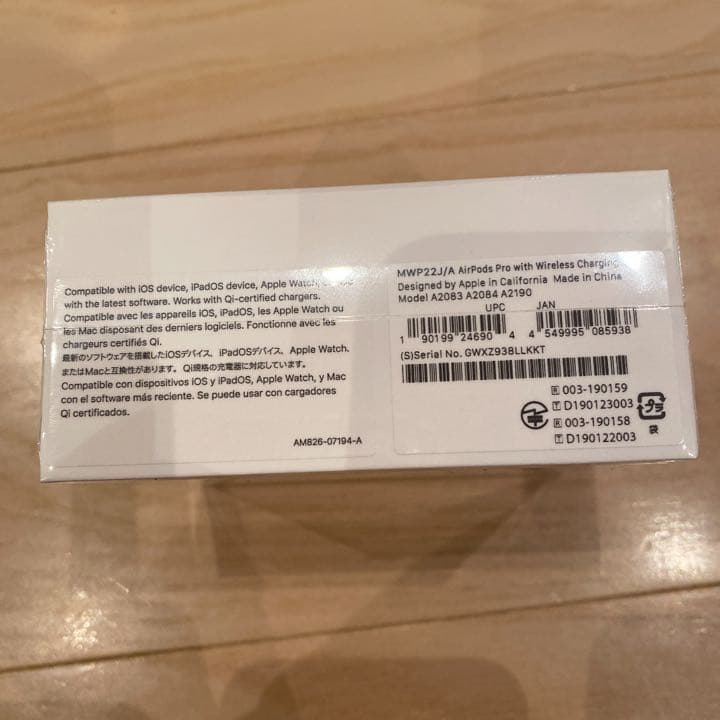 Compatible with iOS device, iPadOS device, Apple Watch,
with the latest software. Works with Qi-certified chargers.
Compatible avec les appareils iOS, iPadOS, les Apple Watch ou
les Mac disposant des derniers logiciels. Fonctionne avec les
chargeurs certifiés Qi.
最新のソフトウェアを搭載したiOSデバイス、iPadOSデバイス、Apple Watch、
またはMacと互換性があります。 Qi規格の充電器に対応しています。
Compatible con dispositivos iOS y iPadOS, Apple Watch, y Mac
con el software más reciente. Se puede usar con cargadores
Qi certificados.
AM826-07194-A
MWP22J/A AirPods Pro with Wireless Charging
Designed by Apple in California Made in China
Model A2083 A2084 A2190
UPC JAN
1 90199 24690 4 4 549995 085938
(S)Serial No. GWXZ938LLKKT
R 003-190159
T D190123003
R 003-190158
T D190122003
プラ
袋